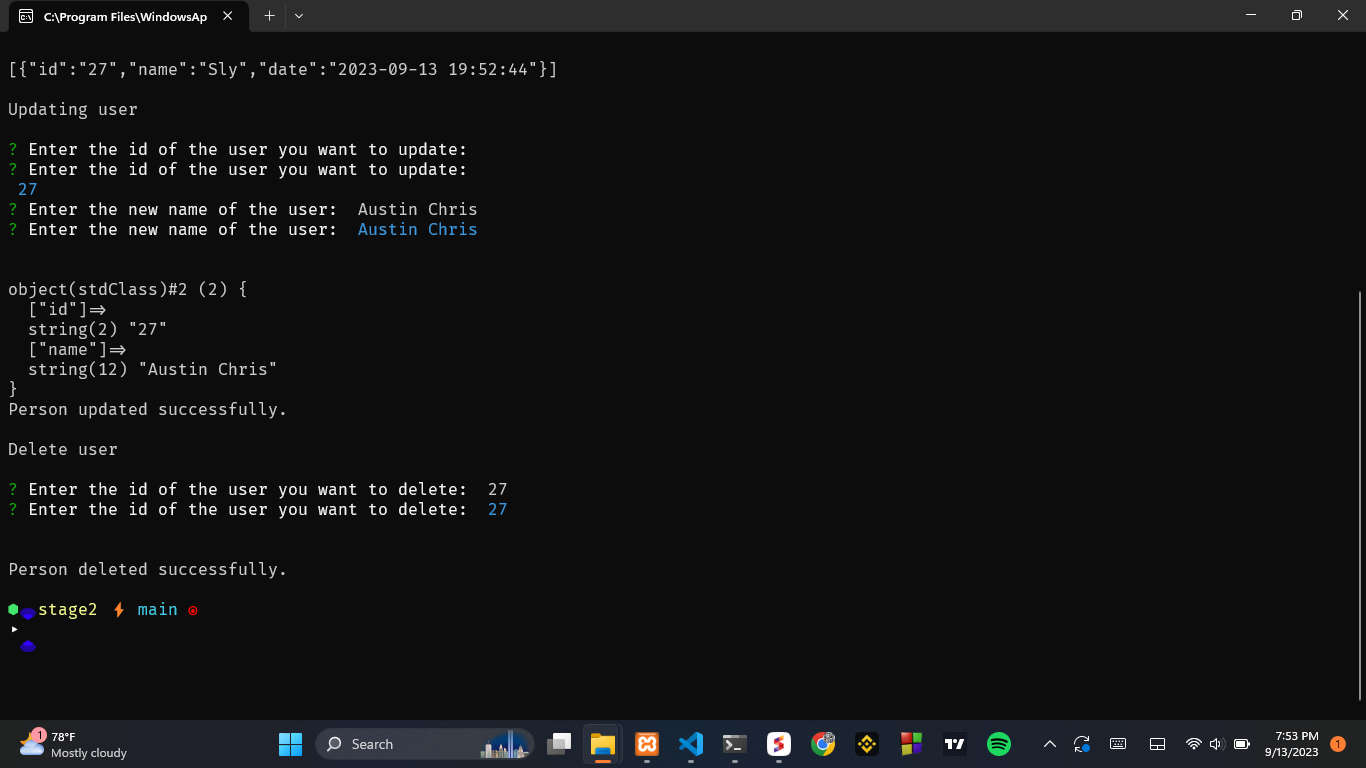 C:\Program Files\WindowsAp
[{"id":"27","name":"Sly","date":"2023-09-13 19:52:44"}]
Updating user
? Enter the id of the user you want to update:
? Enter the id of the user you want to update:
27
? Enter the new name of the user:  Austin Chris
? Enter the new name of the user:  Austin Chris
object(stdClass)#2 (2) {
  ["id"]=>
  string(2) "27"
  ["name"]=>
  string(12) "Austin Chris"
}
Person updated successfully.
Delete user
? Enter the id of the user you want to delete:  27
? Enter the id of the user you want to delete:  27
Person deleted successfully.
stage2 main
1
78°F
Mostly cloudy
Search
7:53 PM
9/13/2023
1